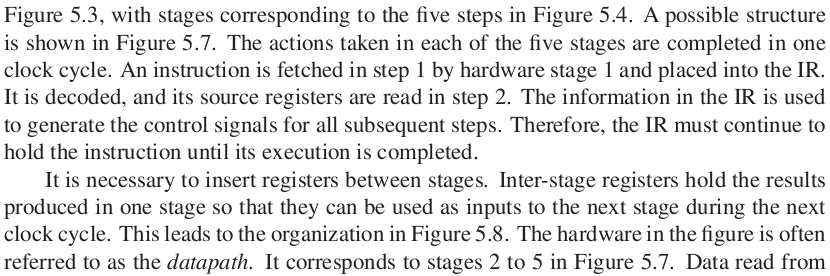 Figure 5.3, with stages corresponding to the five steps in Figure 5.4. A possible structure
is shown in Figure 5.7. The actions taken in each of the five stages are completed in one
clock cycle. An instruction is fetched in step 1 by hardware stage 1 and placed into the IR.
It is decoded, and its source registers are read in step 2. The information in the IR is used
to generate the control signals for all subsequent steps. Therefore, the IR must continue to
hold the instruction until its execution is completed.
It is necessary to insert registers between stages. Inter-stage registers hold the results
produced in one stage so that they can be used as inputs to the next stage during the next
clock cycle. This leads to the organization in Figure 5.8. The hardware in the figure is often
referred to as the datapath. It corresponds to stages 2 to 5 in Figure 5.7. Data read from